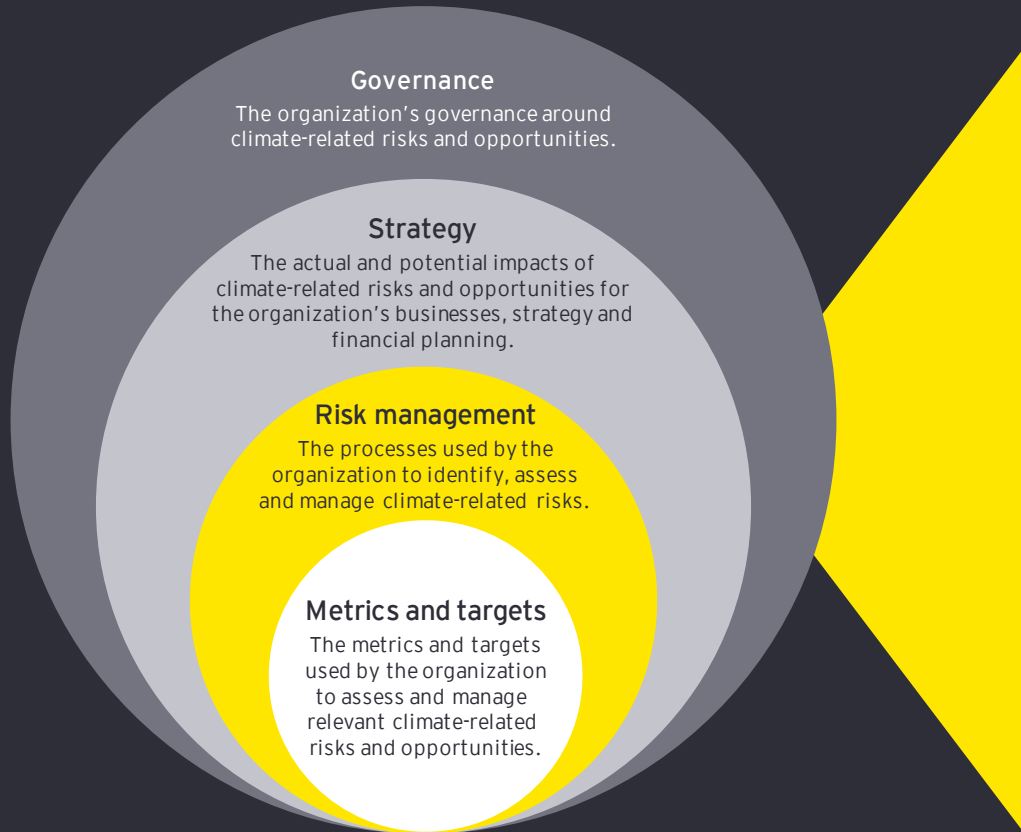 Governance
The organization's governance around
climate-related risks and opportunities.
Strategy
The actual and potential impacts of
climate-related risks and opportunities for
the organization's businesses, strategy and
financial planning.
Risk management
The processes used by the
organization to identify, assess
and manage climate-related risks.
Metrics and targets
The metrics and targets
used by the organization
to assess and manage
relevant climate-related
risks and opportunities.